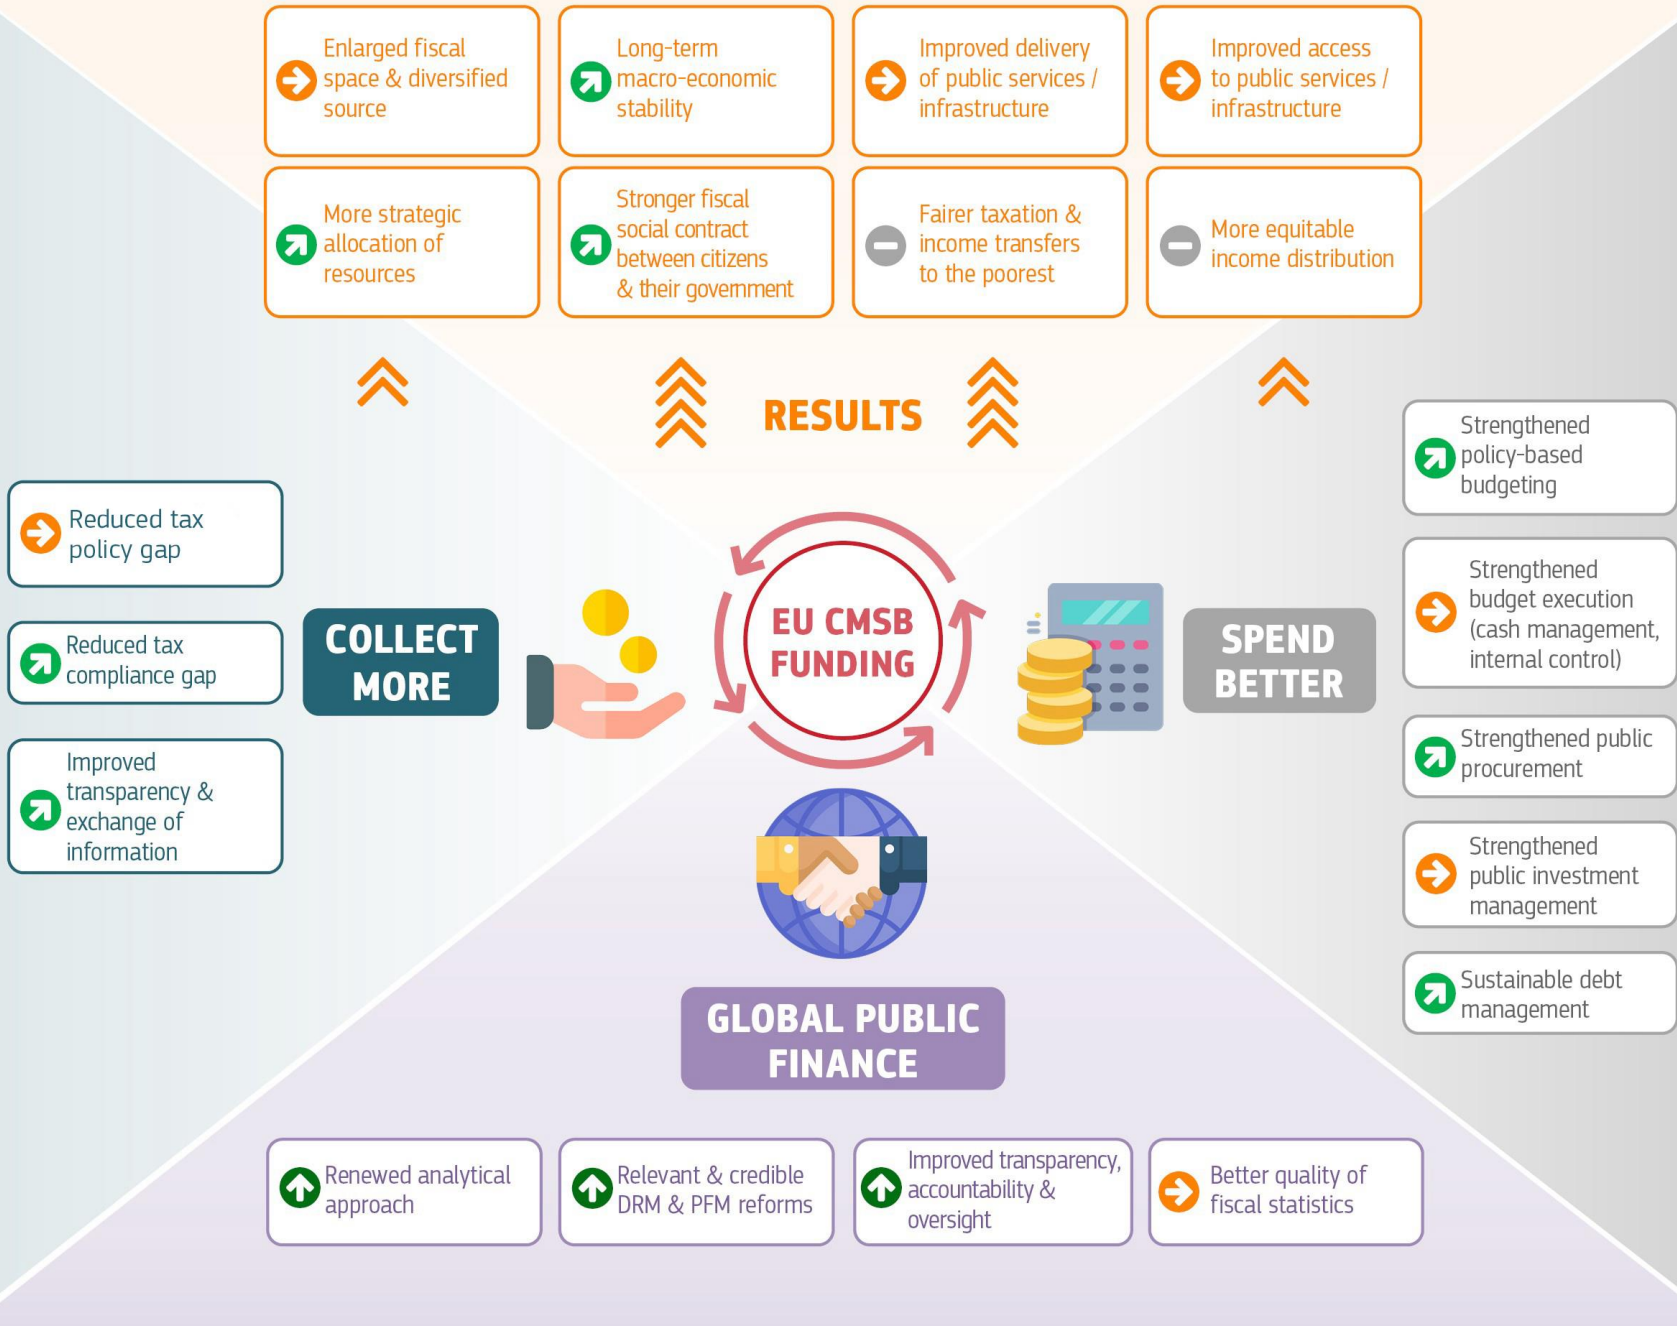 Enlarged fiscal
space & diversified
source
Long-term
macro-economic
stability
Improved delivery
of public services /
infrastructure
Improved access
to public services /
infrastructure
More strategic
allocation of
resources
Stronger fiscal
social contract
between citizens
& their government
Fairer taxation &
income transfers
to the poorest
More equitable
income distribution
RESULTS
Reduced tax
policy gap
Reduced tax
compliance gap
Improved
transparency &
exchange of
information
COLLECT
MORE
EU CMSB
FUNDING
SPEND
BETTER
Strengthened
policy-based
budgeting
Strengthened
budget execution
(cash management,
internal control)
Strengthened public
procurement
Strengthened
public investment
management
Sustainable debt
management
GLOBAL PUBLIC
FINANCE
Renewed analytical
approach
Relevant & credible
DRM & PFM reforms
Improved transparency,
accountability &
oversight
Better quality of
fiscal statistics